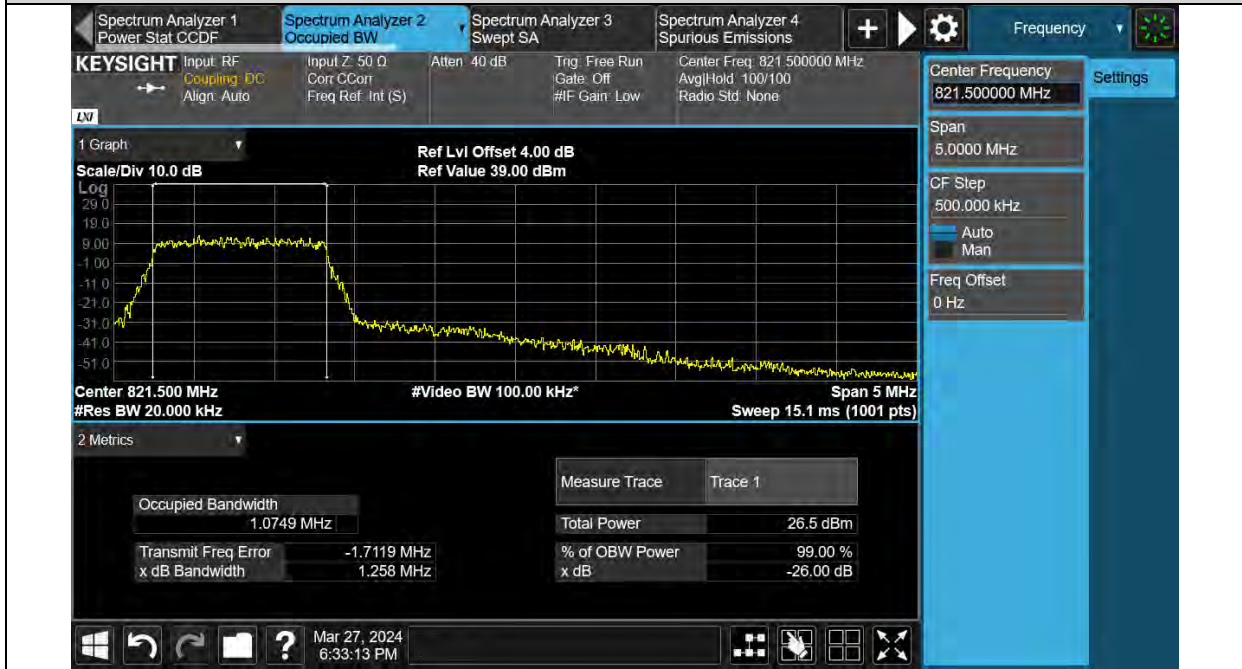 Spectrum Analyzer 1
Power Stat CCDF
Spectrum Analyzer 2
Occupied BW
Spectrum Analyzer 3
Swept SA
Spectrum Analyzer 4
Spurious Emissions
+
Frequency
KEYSIGHT
Input: RF
Coupling: DC
Align: Auto
Input Z: 50 Ω
Corr CCorr
Freq Ref: Int (S)
Atten: 40 dB
Trig: Free Run
Gate: Off
#IF Gain: Low
Center Freq: 821.500000 MHz
Avg|Hold: 100/100
Radio Std: None
LXI
Center Frequency
821.500000 MHz
Settings
Span
5.0000 MHz
CF Step
500.000 kHz
Auto
Man
Freq Offset
0 Hz
1 Graph
Scale/Div 10.0 dB
Ref Lvl Offset 4.00 dB
Ref Value 39.00 dBm
Log
29.0
19.0
9.00
-1.00
-11.0
-21.0
-31.0
-41.0
-51.0
Center 821.500 MHz
#Video BW 100.00 kHz*
Span 5 MHz
#Res BW 20.000 kHz
Sweep 15.1 ms (1001 pts)
2 Metrics
Measure Trace
Trace 1
Occupied Bandwidth
1.0749 MHz
Total Power
26.5 dBm
Transmit Freq Error
-1.7119 MHz
% of OBW Power
99.00 %
x dB Bandwidth
1.258 MHz
x dB
-26.00 dB
?
Mar 27, 2024
6:33:13 PM